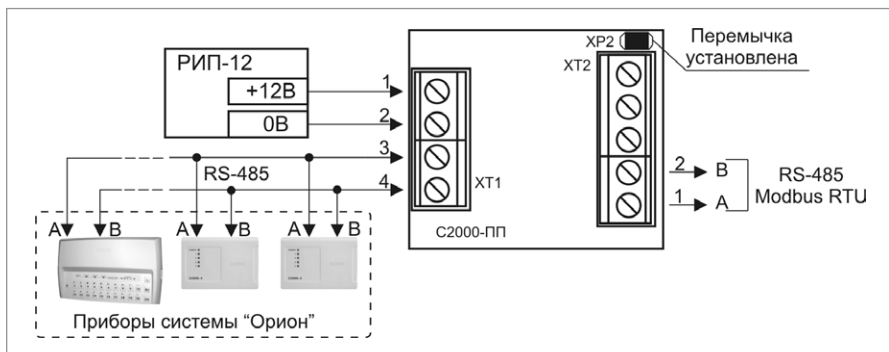 РИП-12
+12В
0В
1
2
3
4
RS-485
XT1
XP2
Перемычка
установлена
XT2
2
B
1
A
RS-485
Modbus RTU
С2000-ПП
A
B
A
B
A
B
Приборы системы “Орион”